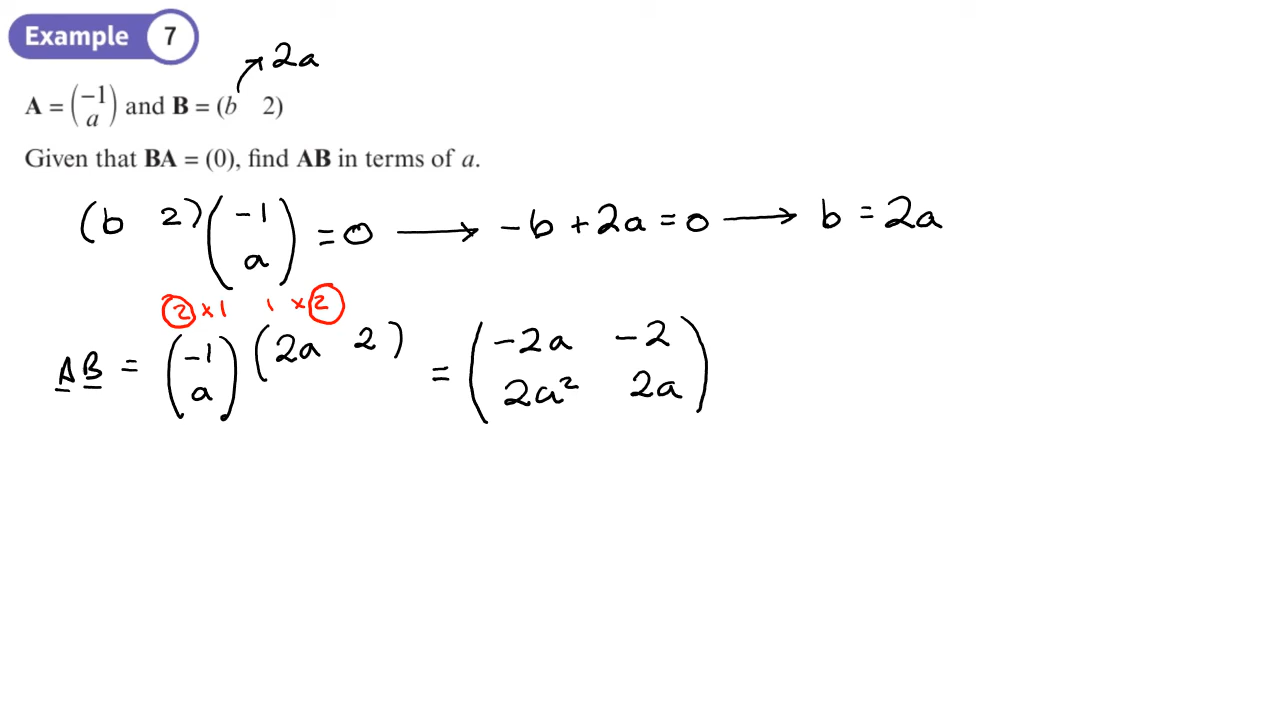 Example 7
2a
A = (−1 a) and B = (b 2)
Given that BA = (0), find AB in terms of a.
(b 2)(−1 a) = 0 ⟶ −b + 2a = 0 ⟶ b = 2a
2 × 1 1 × 2
AB = (−1 a)(2a 2) = (−2a −2 2a² 2a)